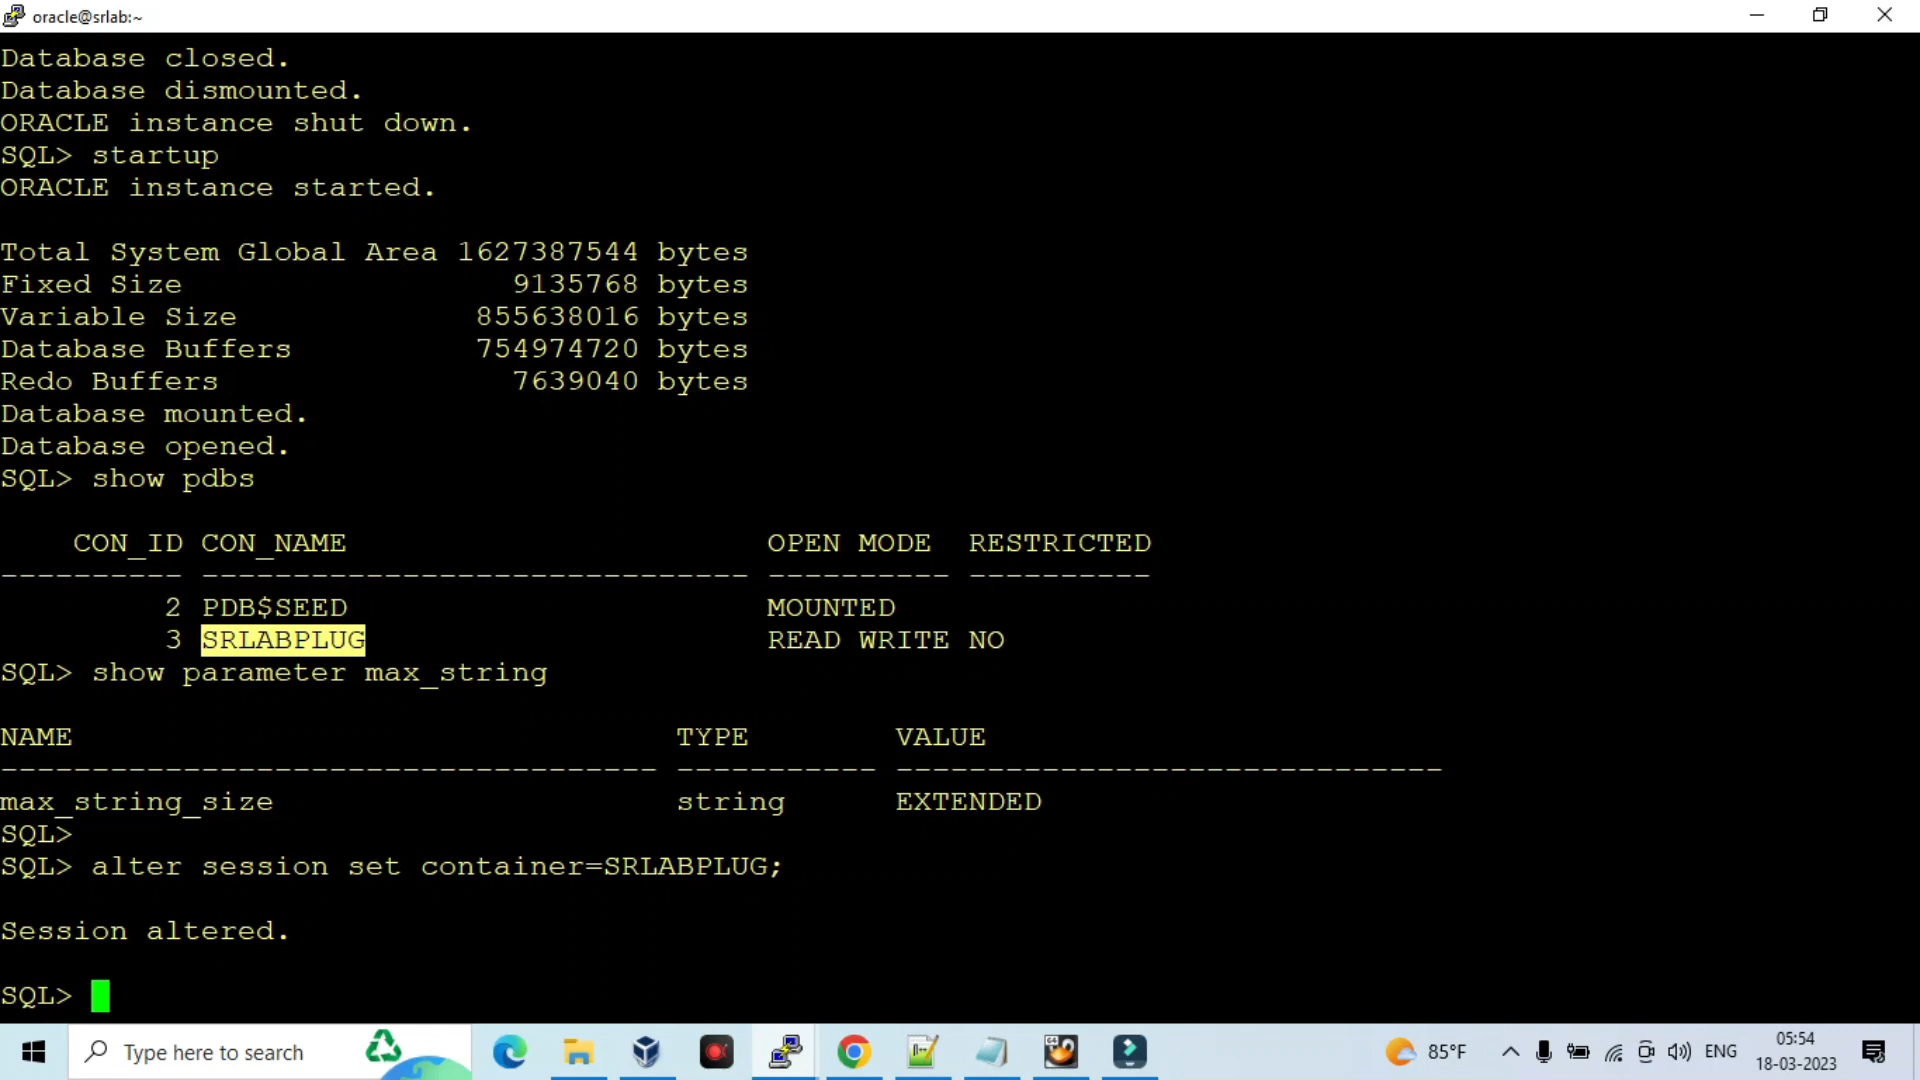 oracle@srlab:~
Database closed.
Database dismounted.
ORACLE instance shut down.
SQL> startup
ORACLE instance started.
Total System Global Area 1627387544 bytes
Fixed Size 9135768 bytes
Variable Size 855638016 bytes
Database Buffers 754974720 bytes
Redo Buffers 7639040 bytes
Database mounted.
Database opened.
SQL> show pdbs
CON_ID CON_NAME OPEN MODE RESTRICTED
---------- ------------------------------ ---------- ----------
2 PDB$SEED MOUNTED
3 SRLABPLUG READ WRITE NO
SQL> show parameter max_string
NAME TYPE VALUE
------------------------------------ ----------- ------------------------------
max_string_size string EXTENDED
SQL>
SQL> alter session set container=SRLABPLUG;
Session altered.
SQL>
Type here to search
85°F
ENG
05:54
18-03-2023